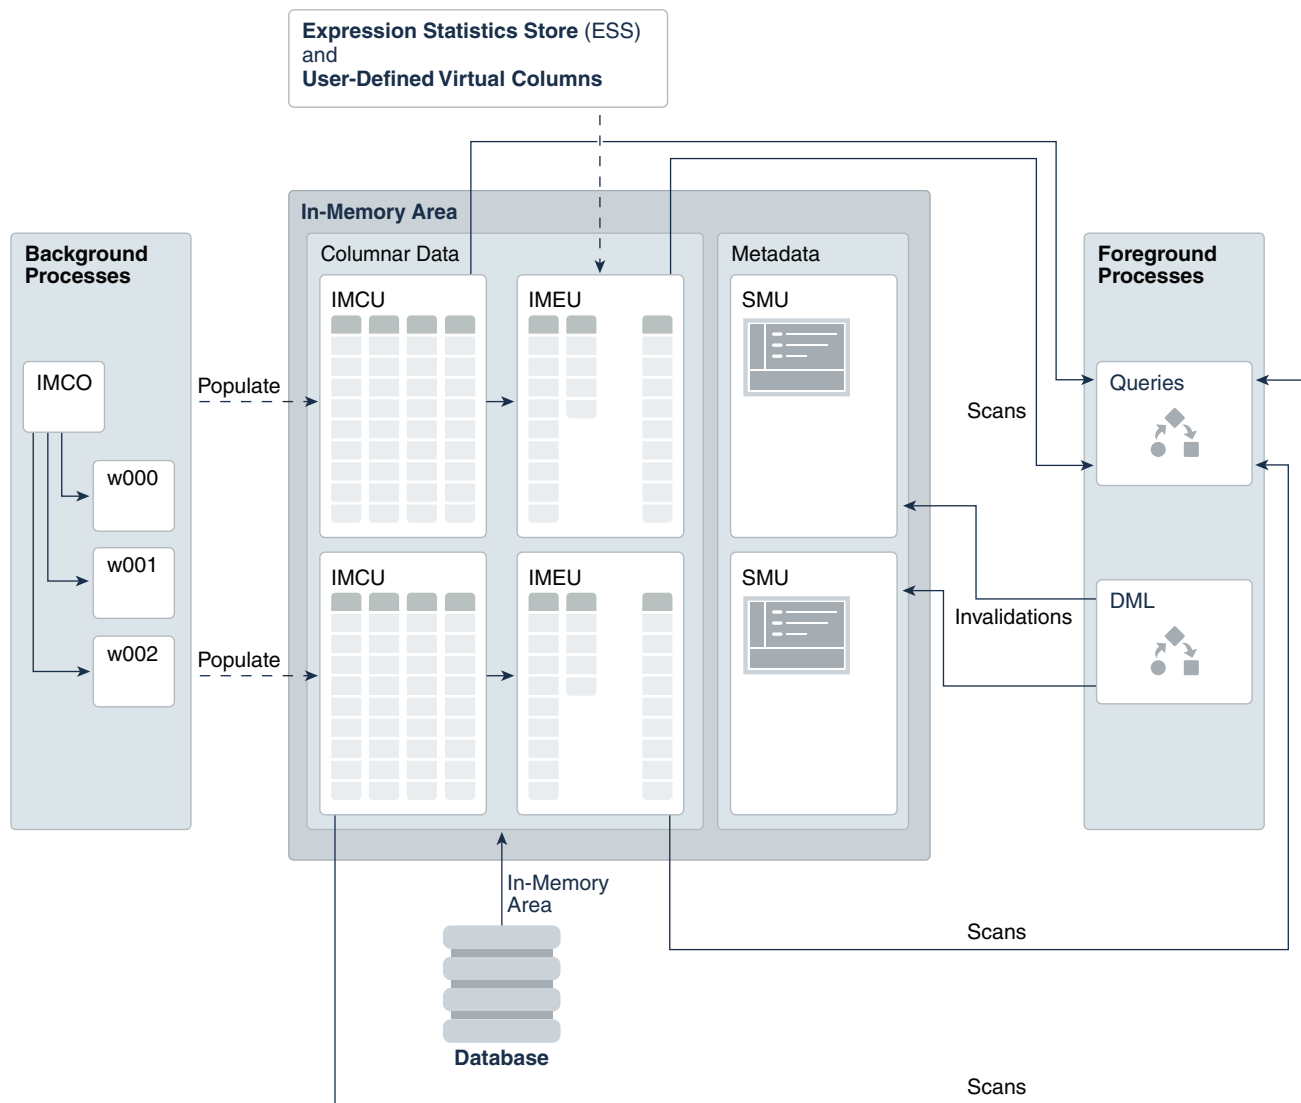 Expression Statistics Store (ESS)
and
User-Defined Virtual Columns
In-Memory Area
Background
Processes
Columnar Data
Metadata
Foreground
Processes
IMCU
IMEU
SMU
IMCO
Populate
Queries
Scans
w000
w001
IMCU
IMEU
SMU
DML
Invalidations
w002
Populate
In-Memory
Area
Scans
Database
Scans